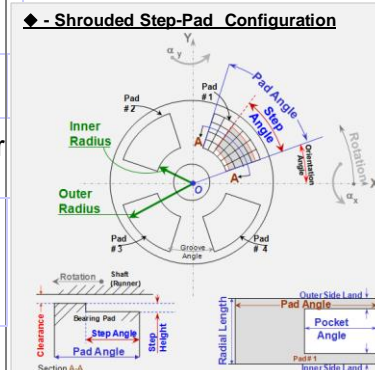 ◆ - Shrouded Step-Pad Configuration
Y
α y
Pad
# 2
Pad
# 1
Pad Angle
Step
Angle
A
A
Inner
Radius
Outer
Radius
O
Orientation
Angle
Rotation
α x
X
Pad
# 3
Groove
Angle
Pad
# 4
Rotation
Shaft
(Runner)
Clearance
Bearing Pad
Step Angle
Pad Angle
Step
Height
Section A-A
Outer Side Land
Pad Angle
Radial Length
Pocket
Angle
Pad# 1
Inner Side Land
r